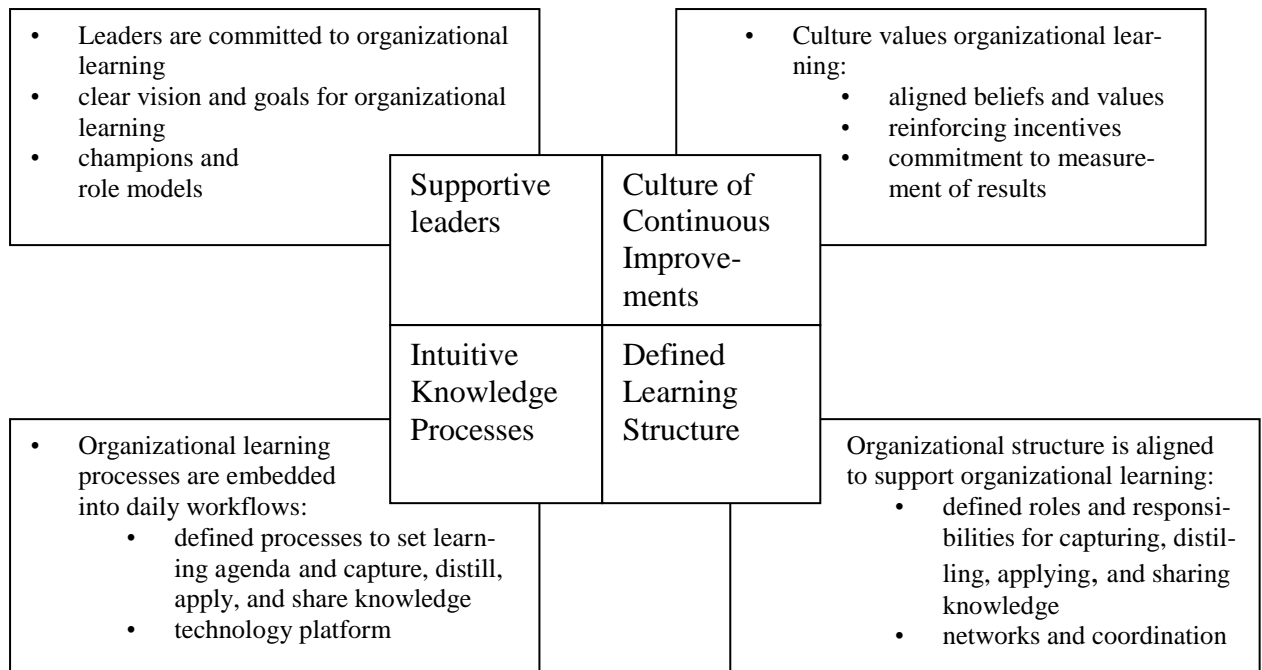 • Leaders are committed to organizational
learning
• clear vision and goals for organizational
learning
• champions and
role models
• Culture values organizational lear-
ning:
• aligned beliefs and values
• reinforcing incentives
• commitment to measure-
ment of results
Supportive
leaders
Culture of
Continuous
Improve-
ments
Intuitive
Knowledge
Processes
Defined
Learning
Structure
• Organizational learning
processes are embedded
into daily workflows:
• defined processes to set learn-
ing agenda and capture, distill,
apply, and share knowledge
• technology platform
Organizational structure is aligned
to support organizational learning:
• defined roles and responsi-
bilities for capturing, distil-
ling, applying, and sharing
knowledge
• networks and coordination